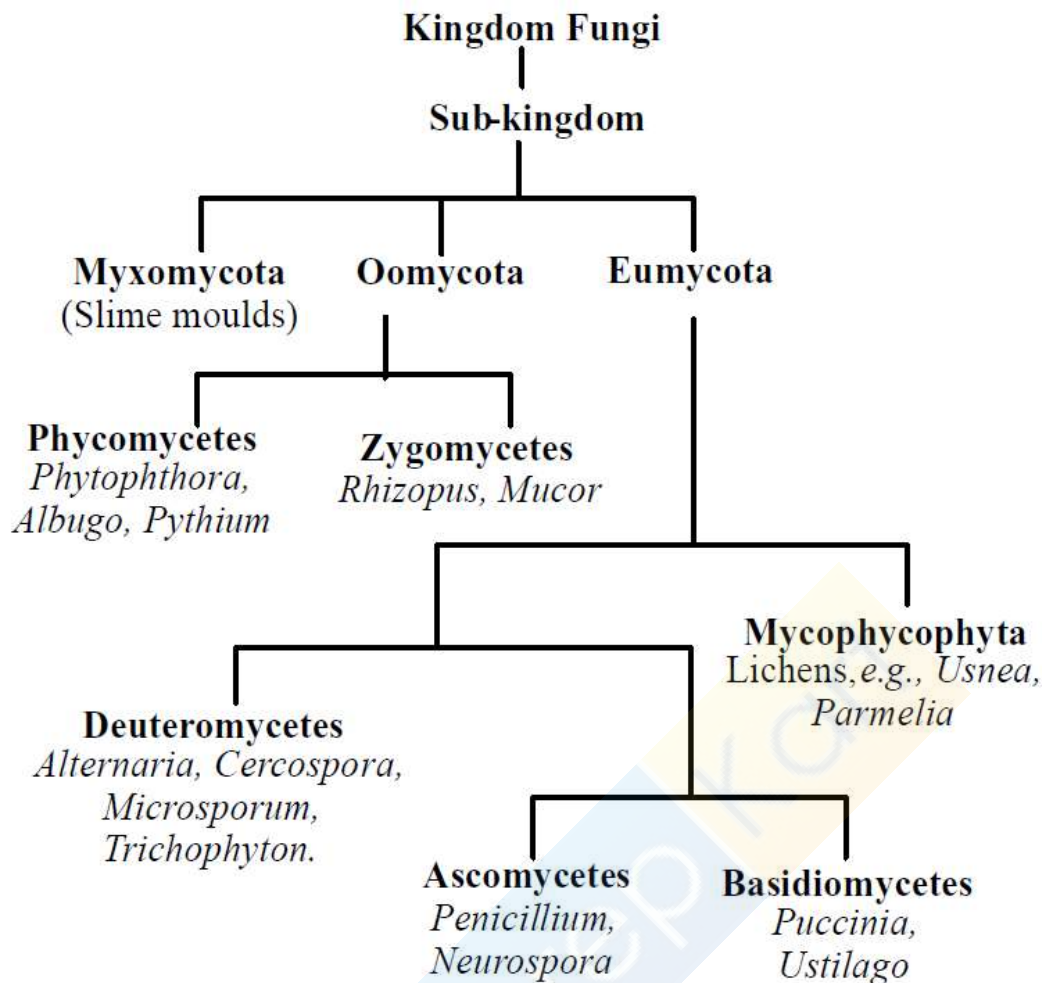 Kingdom Fungi
Sub-kingdom
Myxomycota
(Slime moulds)
Oomycota
Eumycota
Phycomycetes
Phytophthora,
Albugo, Pythium
Zygomycetes
Rhizopus, Mucor
Mycophycophyta
Lichens, e.g., Usnea,
Parmelia
Deuteromycetes
Alternaria, Cercospora,
Microsporum,
Trichophyton.
Ascomycetes
Penicillium,
Neurospora
Basidiomycetes
Puccinia,
Ustilago